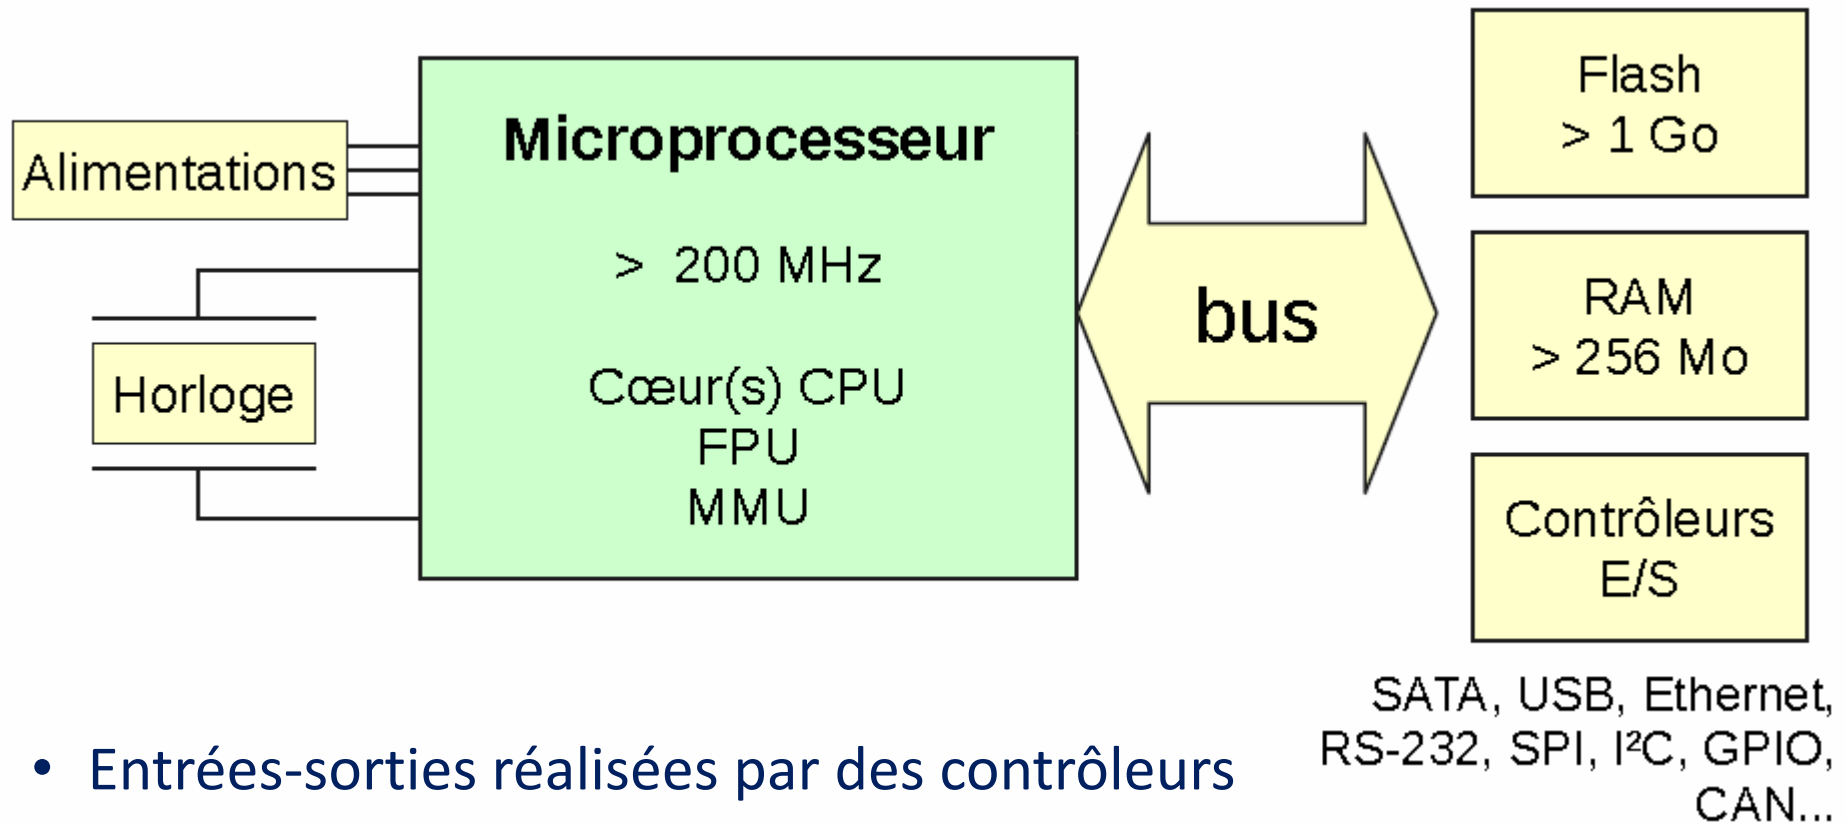 Alimentations
Horloge
Microprocesseur
> 200 MHz
Cœur(s) CPU
FPU
MMU
bus
Flash
> 1 Go
RAM
> 256 Mo
Contrôleurs
E/S
SATA, USB, Ethernet,
RS-232, SPI, I²C, GPIO,
CAN...
• Entrées-sorties réalisées par des contrôleurs